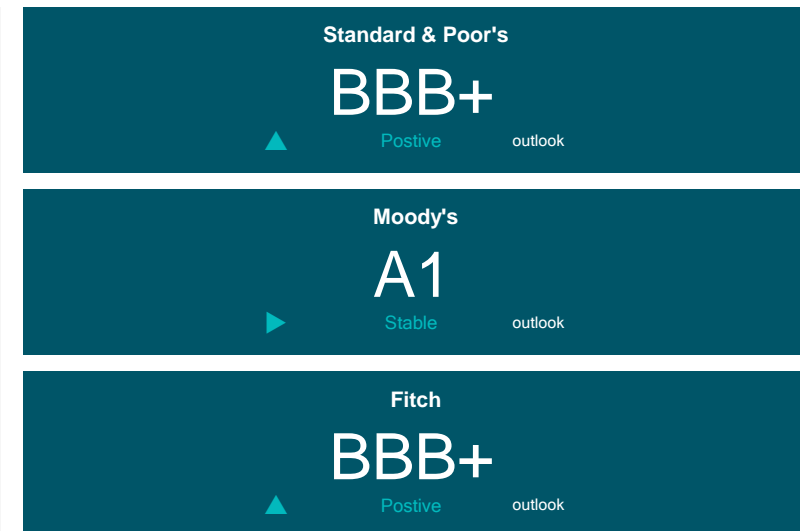 Standard & Poor's
BBB+
Postive outlook
Moody's
A1
Stable outlook
Fitch
BBB+
Postive outlook